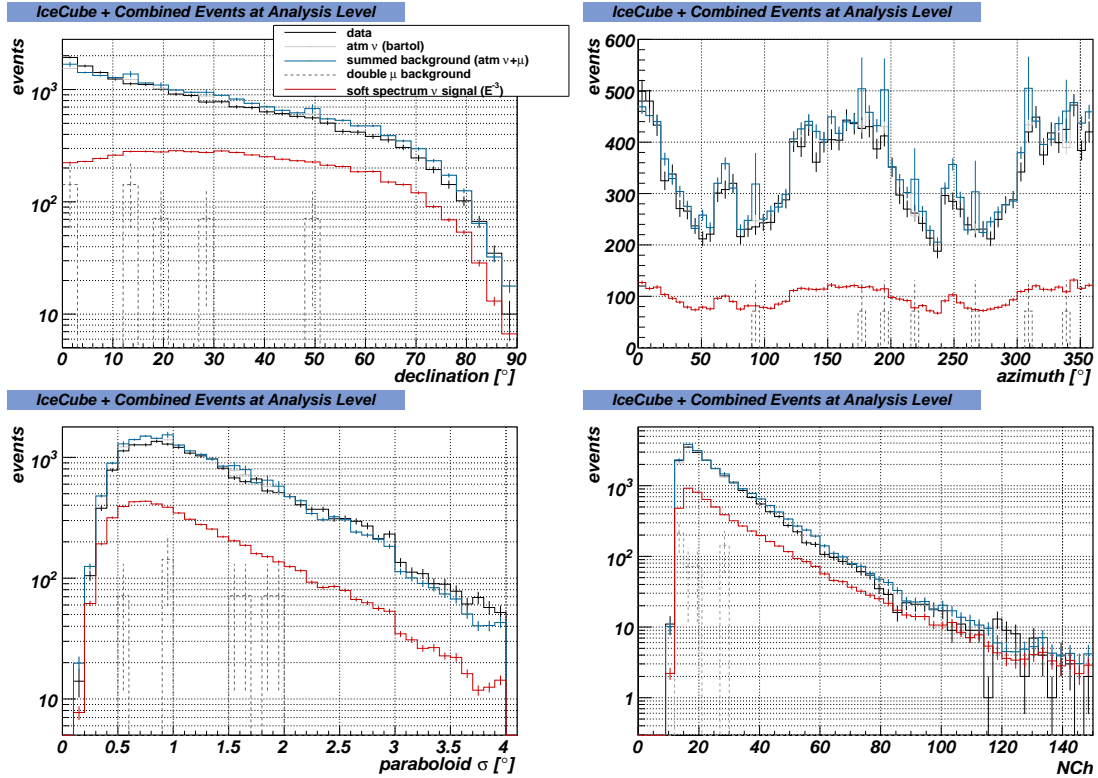 IceCube + Combined Events at Analysis Level
events
data
atm ν (bartol)
summed background (atm ν+μ)
double μ background
soft spectrum ν signal (E⁻³)
10³
10²
10
0 10 20 30 40 50 60 70 80 90
declination [°]
IceCube + Combined Events at Analysis Level
events
600
500
400
300
200
100
0
0 50 100 150 200 250 300 350
azimuth [°]
IceCube + Combined Events at Analysis Level
events
10³
10²
10
0 0.5 1 1.5 2 2.5 3 3.5 4
paraboloid σ [°]
IceCube + Combined Events at Analysis Level
events
10³
10²
10
1
0 20 40 60 80 100 120 140
NCh